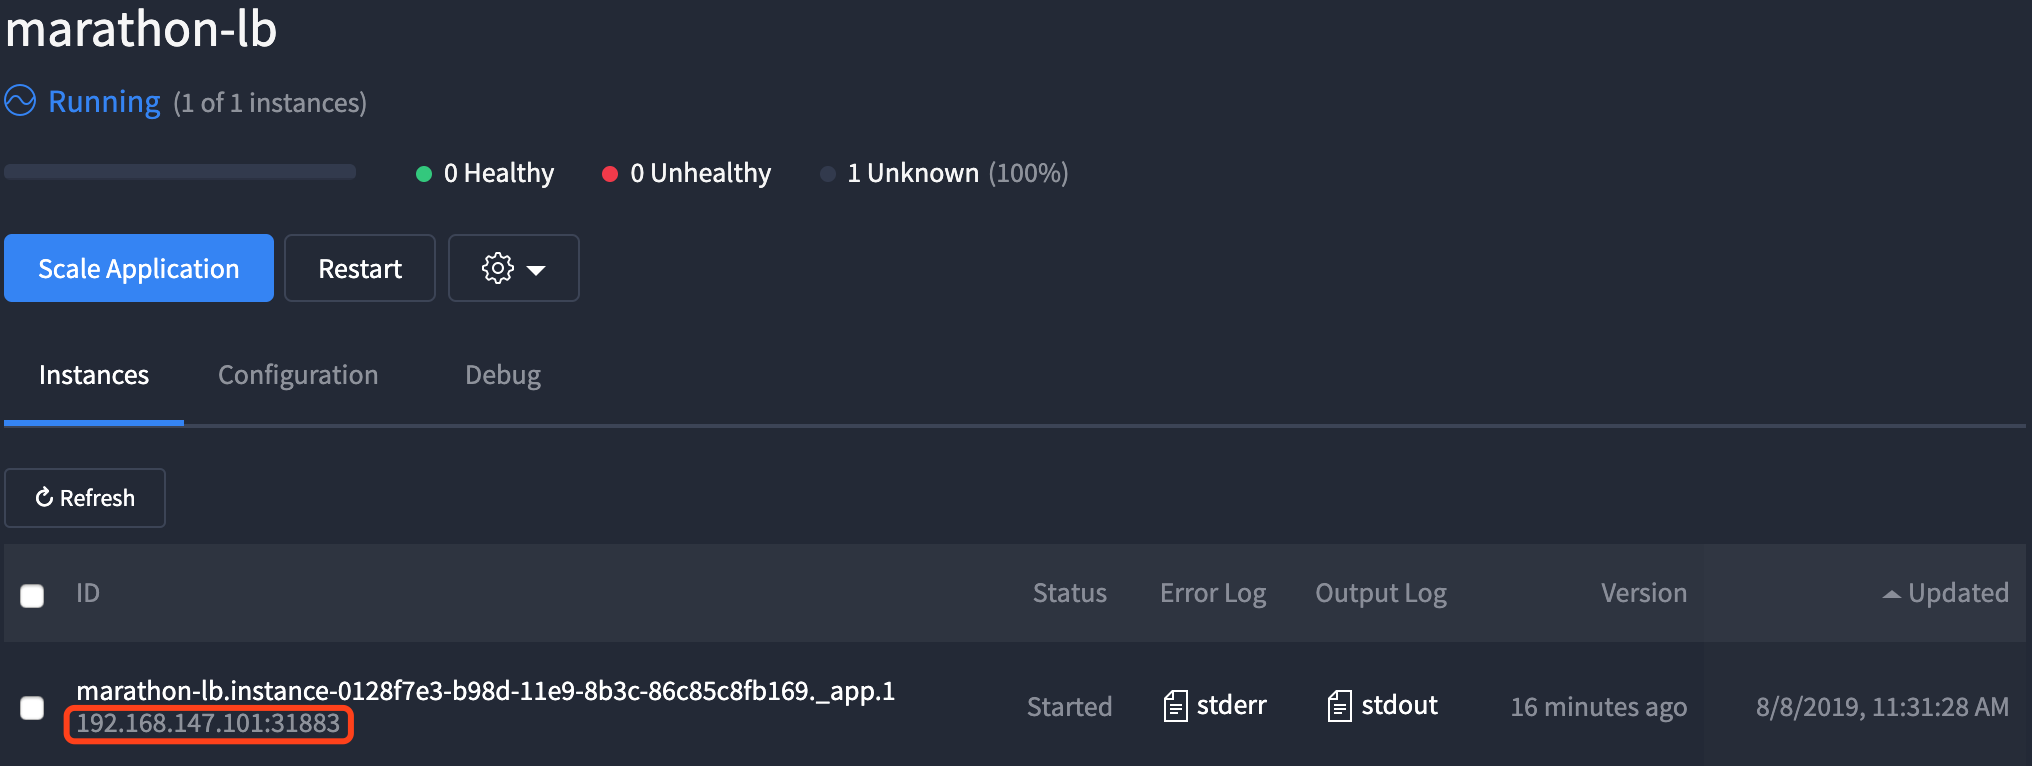 marathon-lb
Running (1 of 1 instances)
0 Healthy 0 Unhealthy 1 Unknown (100%)
Scale Application Restart
Instances Configuration Debug
Refresh
ID Status Error Log Output Log Version Updated
marathon-lb.instance-0128f7e3-b98d-11e9-8b3c-86c85c8fb169._app.1
192.168.147.101:31883
Started stderr stdout 16 minutes ago 8/8/2019, 11:31:28 AM